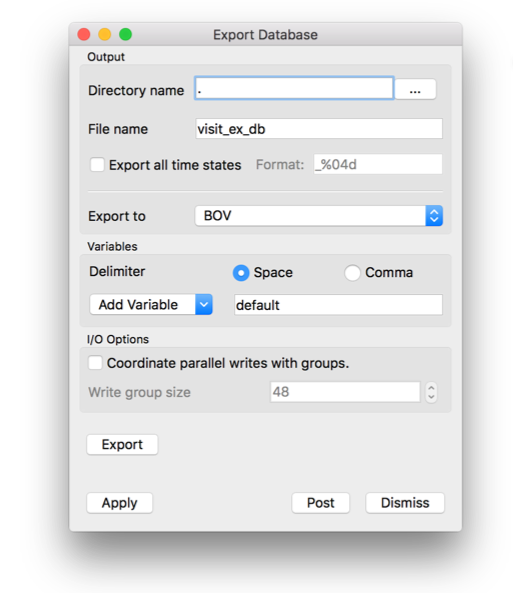 Export Database
Output
Directory name . ...
File name visit_ex_db
Export all time states Format: _%04d
Export to BOV
Variables
Delimiter Space Comma
Add Variable default
I/O Options
Coordinate parallel writes with groups.
Write group size 48
Export
Apply Post Dismiss